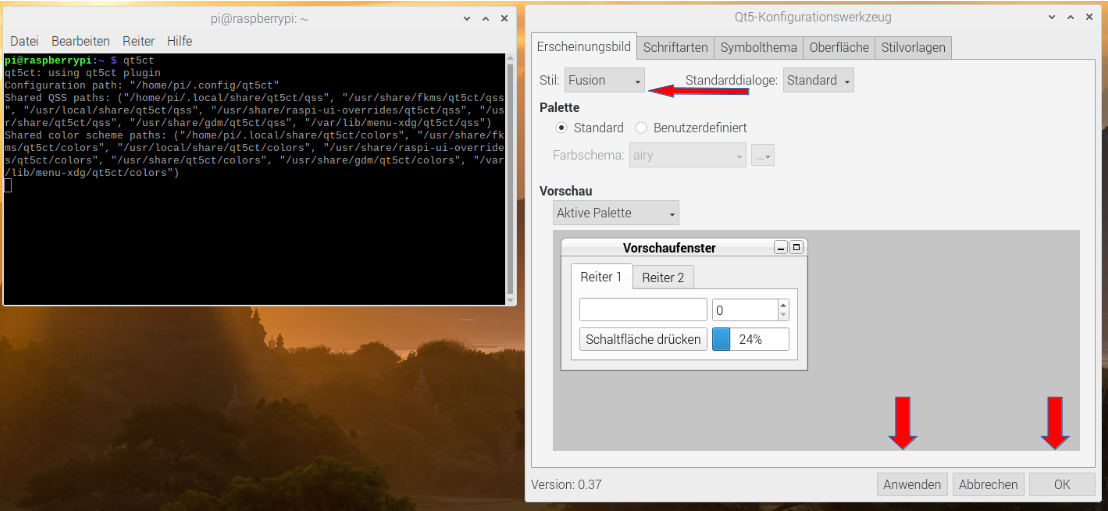 pi@raspberrypi: ~
Datei Bearbeiten Reiter Hilfe
pi@raspberrypi:~ $ qt5ct
qt5ct: using qt5ct plugin
Configuration path: "/home/pi/.config/qt5ct"
Shared QSS paths: ("/home/pi/.local/share/qt5ct/qss", "/usr/share/fkms/qt5ct/qss
", "/usr/local/share/qt5ct/qss", "/usr/share/raspi-ui-overrides/qt5ct/qss", "/us
r/share/qt5ct/qss", "/usr/share/gdm/qt5ct/qss", "/var/lib/menu-xdg/qt5ct/qss")
Shared color scheme paths: ("/home/pi/.local/share/qt5ct/colors", "/usr/share/fk
ms/qt5ct/colors", "/usr/local/share/qt5ct/colors", "/usr/share/raspi-ui-override
s/qt5ct/colors", "/usr/share/qt5ct/colors", "/usr/share/gdm/qt5ct/colors", "/var
/lib/menu-xdg/qt5ct/colors")
Qt5-Konfigurationswerkzeug
Erscheinungsbild Schriftarten Symbolthema Oberfläche Stilvorlagen
Stil: Fusion Standarddialoge: Standard
Palette
Standard Benutzerdefiniert
Farbschema: airy ...
Vorschau
Aktive Palette
Vorschaufenster
Reiter 1 Reiter 2
0
Schaltfläche drücken 24%
Version: 0.37 Anwenden Abbrechen OK